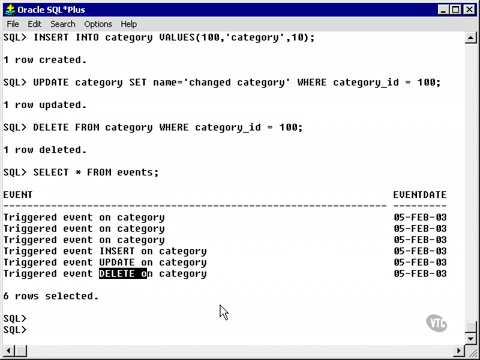 Oracle SQL*Plus
File Edit Search Options Help
SQL> INSERT INTO category VALUES(100,'category',10);
1 row created.
SQL> UPDATE category SET name='changed category' WHERE category_id = 100;
1 row updated.
SQL> DELETE FROM category WHERE category_id = 100;
1 row deleted.
SQL> SELECT * FROM events;
EVENT EVENTDATE
Triggered event on category 05-FEB-03
Triggered event on category 05-FEB-03
Triggered event on category 05-FEB-03
Triggered event INSERT on category 05-FEB-03
Triggered event UPDATE on category 05-FEB-03
Triggered event DELETE on category 05-FEB-03
6 rows selected.
SQL>
SQL>
VTC